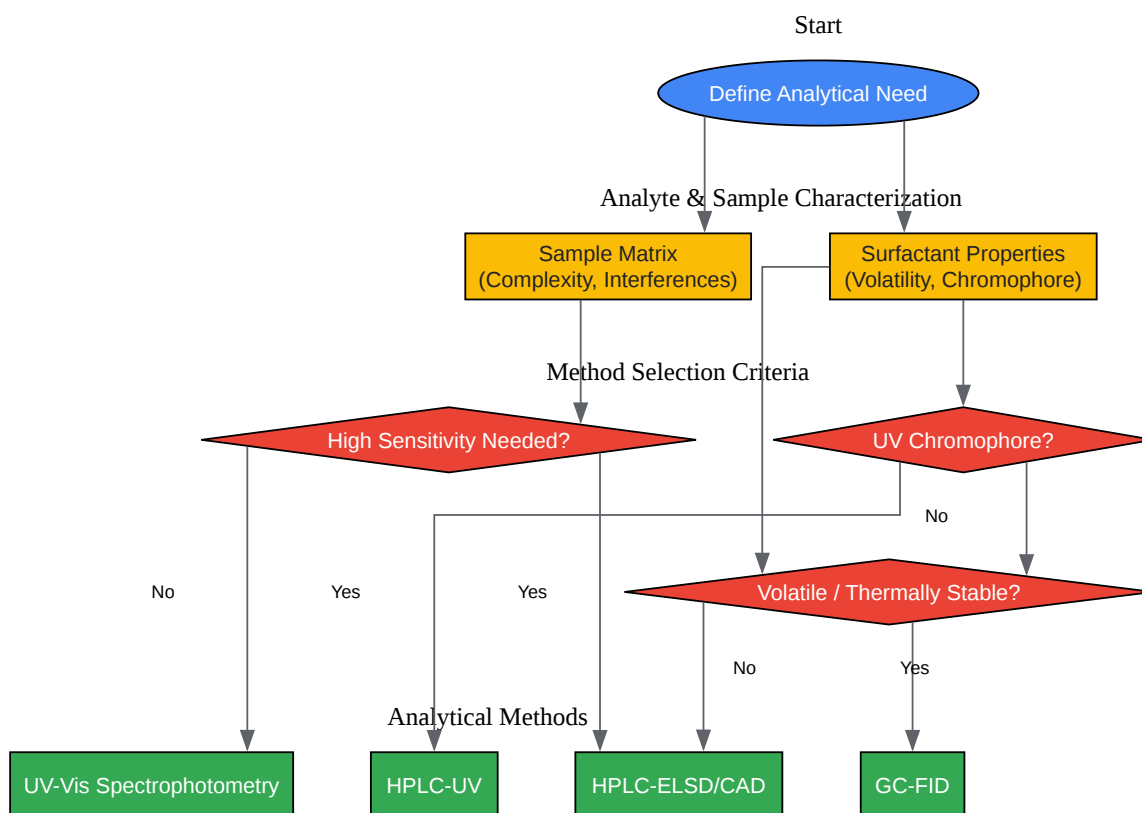 Start
Define Analytical Need
Analyte & Sample Characterization
Sample Matrix
(Complexity, Interferences)
Surfactant Properties
(Volatility, Chromophore)
Method Selection Criteria
High Sensitivity Needed?
UV Chromophore?
No
Volatile / Thermally Stable?
No
Yes
Yes
No
Yes
Analytical Methods
UV-Vis Spectrophotometry
HPLC-UV
HPLC-ELSD/CAD
GC-FID